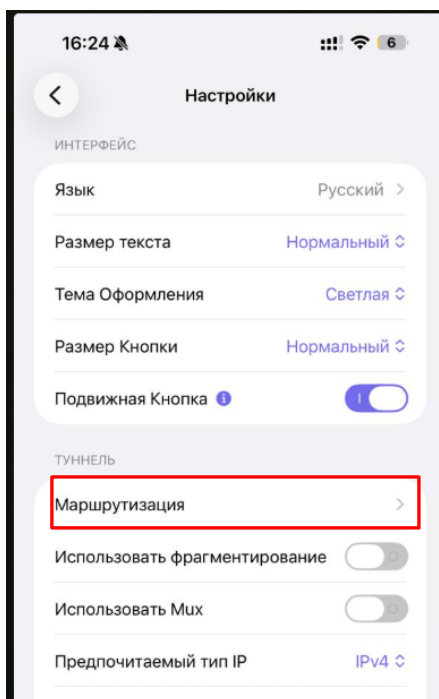 16:24
6
Настройки
ИНТЕРФЕЙС
Язык Русский
Размер текста Нормальный
Тема Оформления Светлая
Размер Кнопки Нормальный
Подвижная Кнопка
ТУННЕЛЬ
Маршрутизация
Использовать фрагментирование
Использовать Mux
Предпочитаемый тип IP IPv4